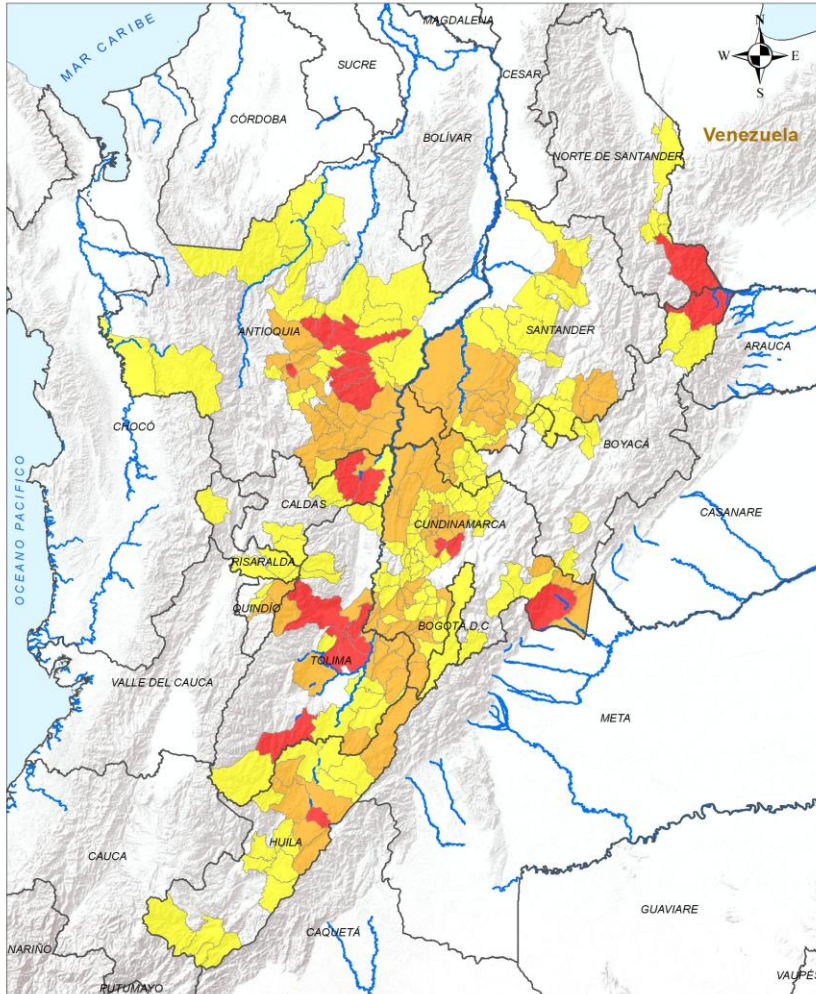 MAGDALENA
N
MAR CARIBE
SUCRE
CESAR
W
E
S
CÓRDOBA
BOLÍVAR
Venezuela
NORTE DE SANTANDER
ANTIOQUIA
SANTANDER
ARAUCA
CHOCÓ
BOYACÁ
OCEANO PACIFICO
CALDAS
CUNDINAMARCA
CASANARE
RISARALDA
QUINDÍO
BOGOTÁ,D.C
TOLIMA
VALLE DEL CAUCA
META
HUILA
CAUCA
GUAVIARE
CAQUETÁ
NARIÑO
VAUPÉS
PUTUMAYO